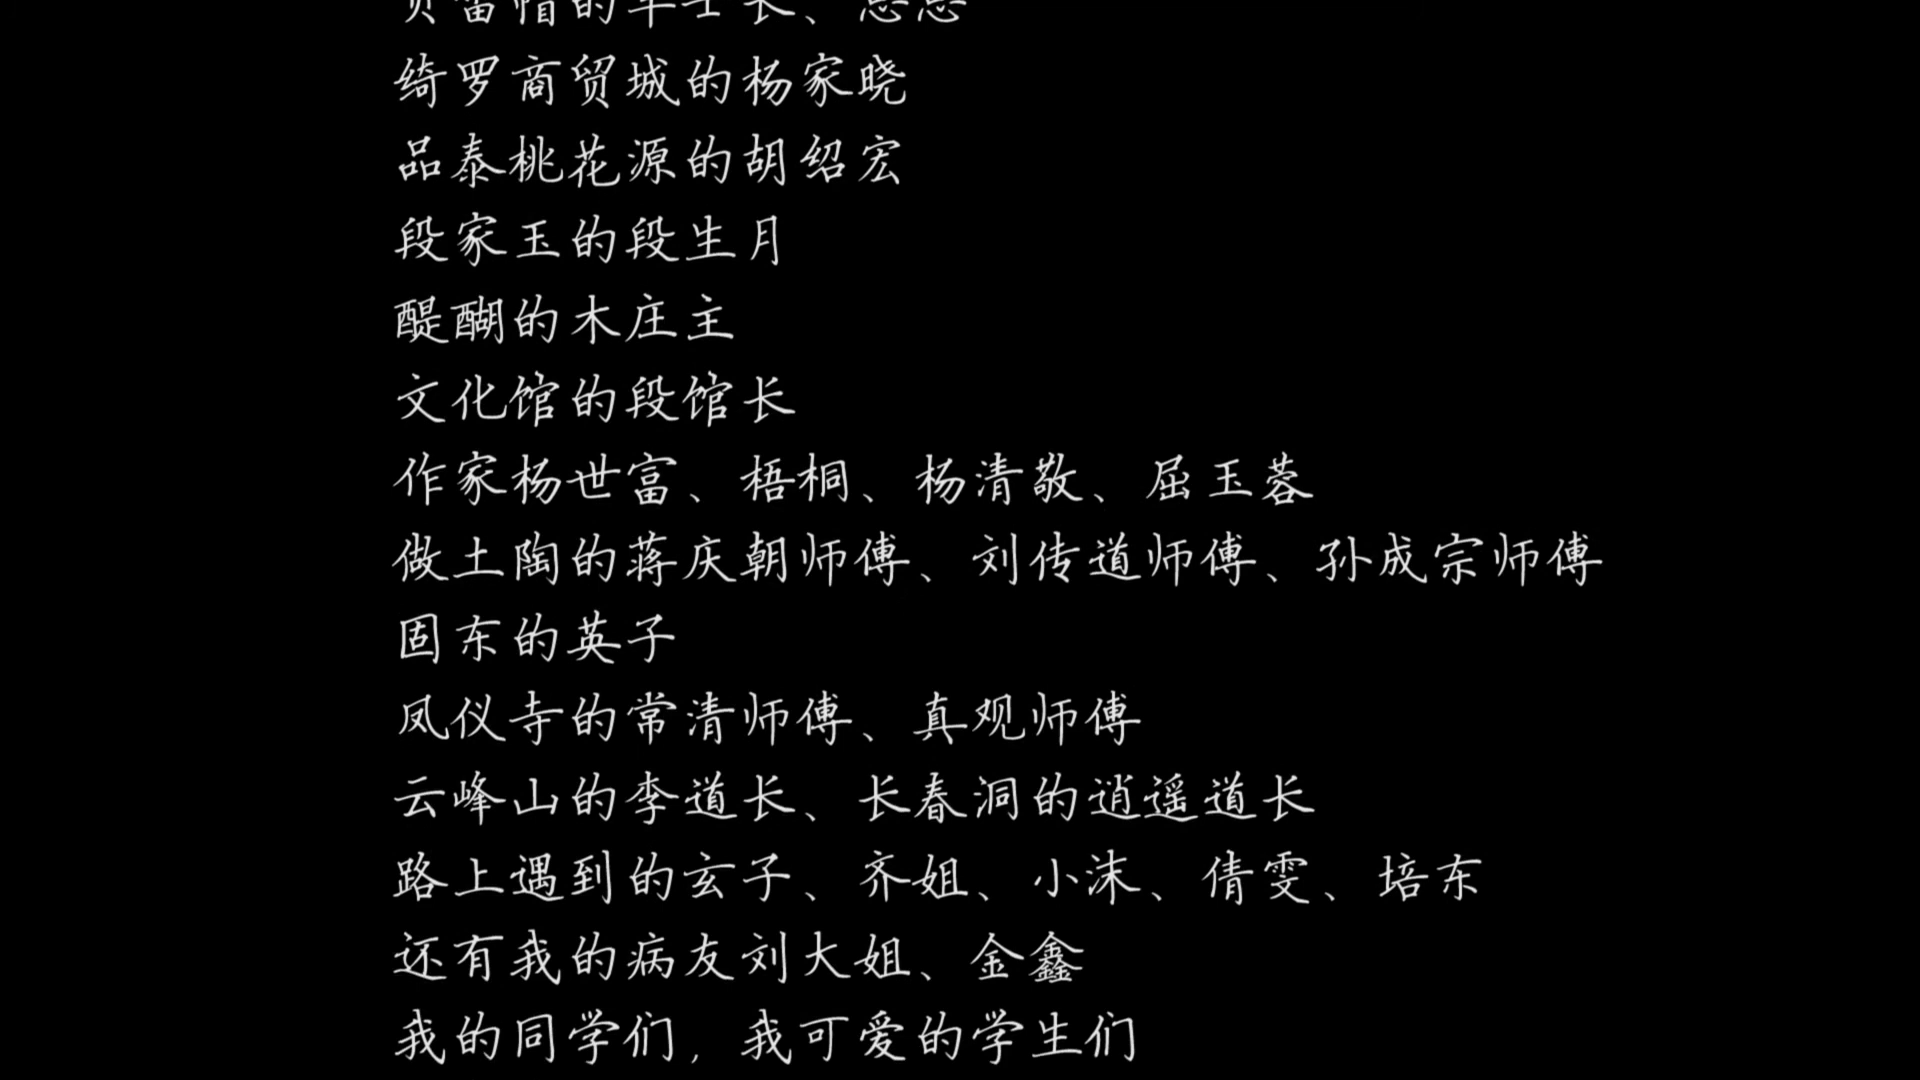 绮罗商贸城的杨家晓
品泰桃花源的胡绍宏
段家玉的段生月
醍醐的木庄主
文化馆的段馆长
作家杨世富、梧桐、杨清敬、屈玉蓉
做土陶的蒋庆朝师傅、刘传道师傅、孙成宗师傅
固东的英子
凤仪寺的常清师傅、真观师傅
云峰山的李道长、长春洞的逍遥道长
路上遇到的玄子、齐姐、小沫、倩雯、培东
还有我的病友刘大姐、金鑫
我的同学们，我可爱的学生们